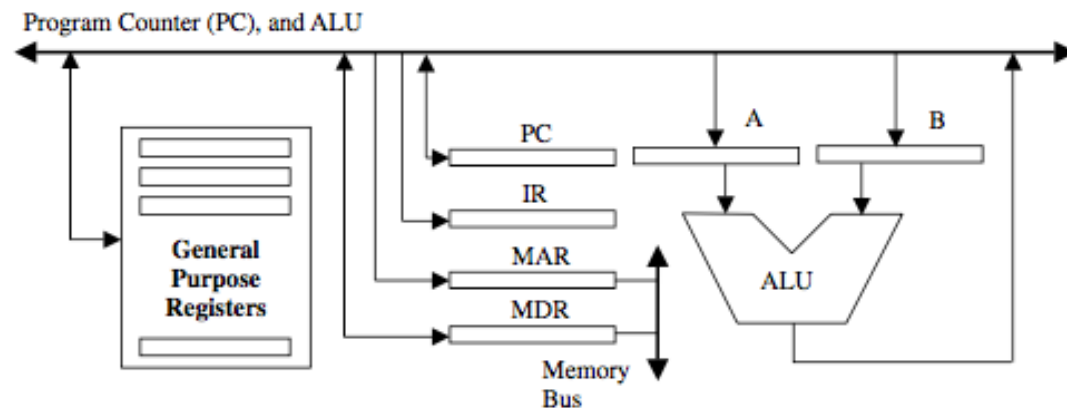 Program Counter (PC), and ALU
A
B
PC
IR
General
Purpose
Registers
MAR
ALU
MDR
Memory
Bus